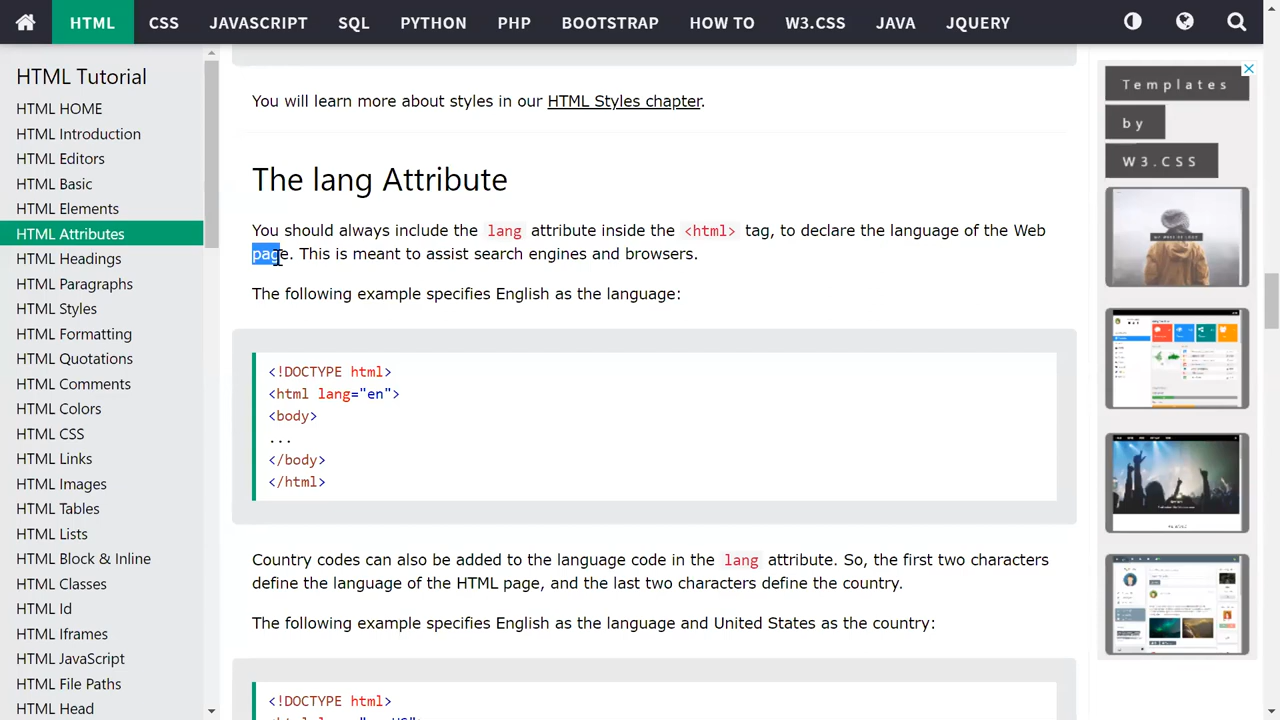 HTML CSS JAVASCRIPT SQL PYTHON PHP BOOTSTRAP HOW TO W3.CSS JAVA JQUERY
HTML Tutorial
HTML HOME
HTML Introduction
HTML Editors
HTML Basic
HTML Elements
HTML Attributes
HTML Headings
HTML Paragraphs
HTML Styles
HTML Formatting
HTML Quotations
HTML Comments
HTML Colors
HTML CSS
HTML Links
HTML Images
HTML Tables
HTML Lists
HTML Block & Inline
HTML Classes
HTML Id
HTML Iframes
HTML JavaScript
HTML File Paths
HTML Head
You will learn more about styles in our HTML Styles chapter.
The lang Attribute
You should always include the lang attribute inside the <html> tag, to declare the language of the Web
page. This is meant to assist search engines and browsers.
The following example specifies English as the language:
<!DOCTYPE html>
<html lang="en">
<body>
...
</body>
</html>
Country codes can also be added to the language code in the lang attribute. So, the first two characters
define the language of the HTML page, and the last two characters define the country.
The following example specifies English as the language and United States as the country:
<!DOCTYPE html>
Templates
by
W3.CSS